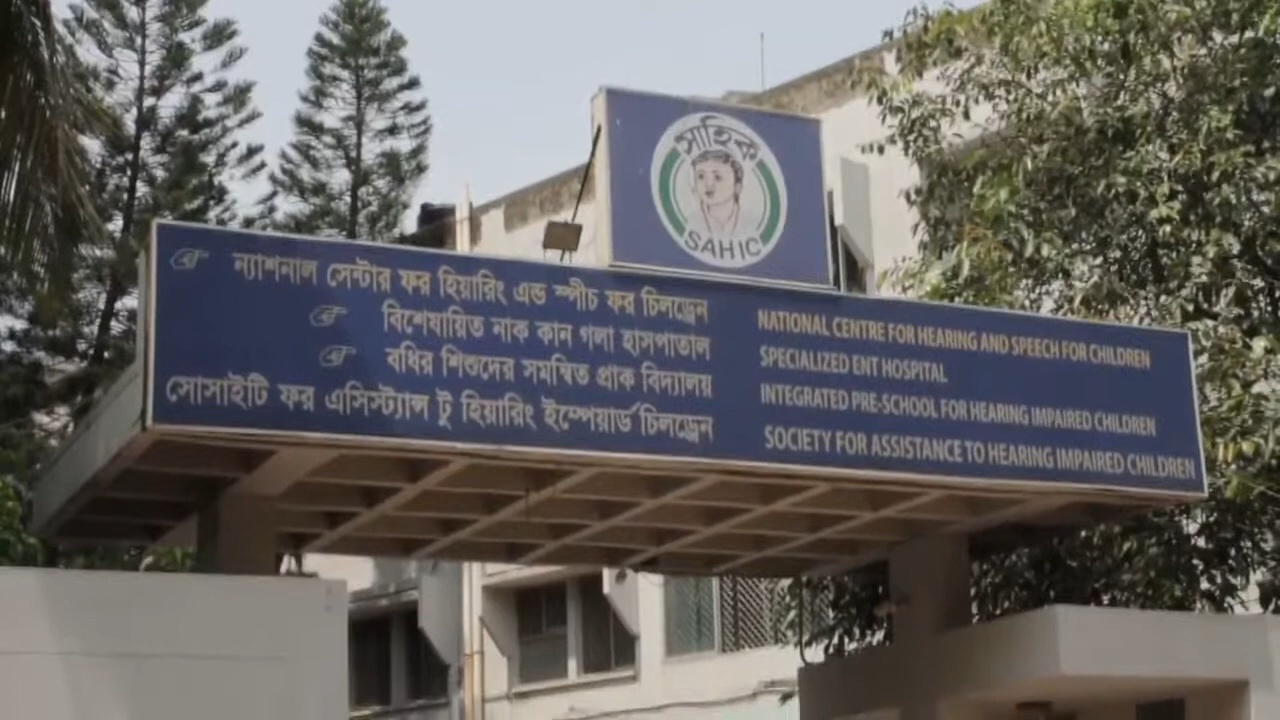 সাহিক
SAHIC
ন্যাশনাল সেন্টার ফর হিয়ারিং এন্ড স্পীচ ফর চিলড্রেন
বিশেষায়িত নাক কান গলা হাসপাতাল
বধির শিশুদের সমন্বিত প্রাক বিদ্যালয়
সোসাইটি ফর এসিস্ট্যান্স টু হিয়ারিং ইম্পেয়ার্ড চিলড্রেন
NATIONAL CENTRE FOR HEARING AND SPEECH FOR CHILDREN
SPECIALIZED ENT HOSPITAL
INTEGRATED PRE-SCHOOL FOR HEARING IMPAIRED CHILDREN
SOCIETY FOR ASSISTANCE TO HEARING IMPAIRED CHILDREN